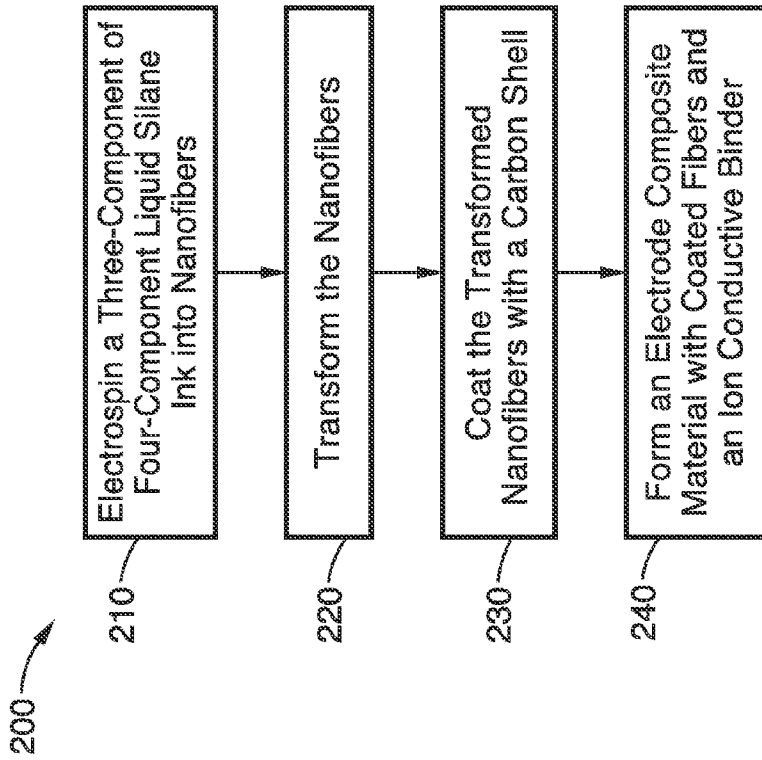 200
210
Electrospin a Three-Component of
Four-Component Liquid Silane
Ink into Nanofibers
220
Transform the Nanofibers
230
Coat the Transformed
Nanofibers with a Carbon Shell
240
Form an Electrode Composite
Material with Coated Fibers and
an Ion Conductive Binder